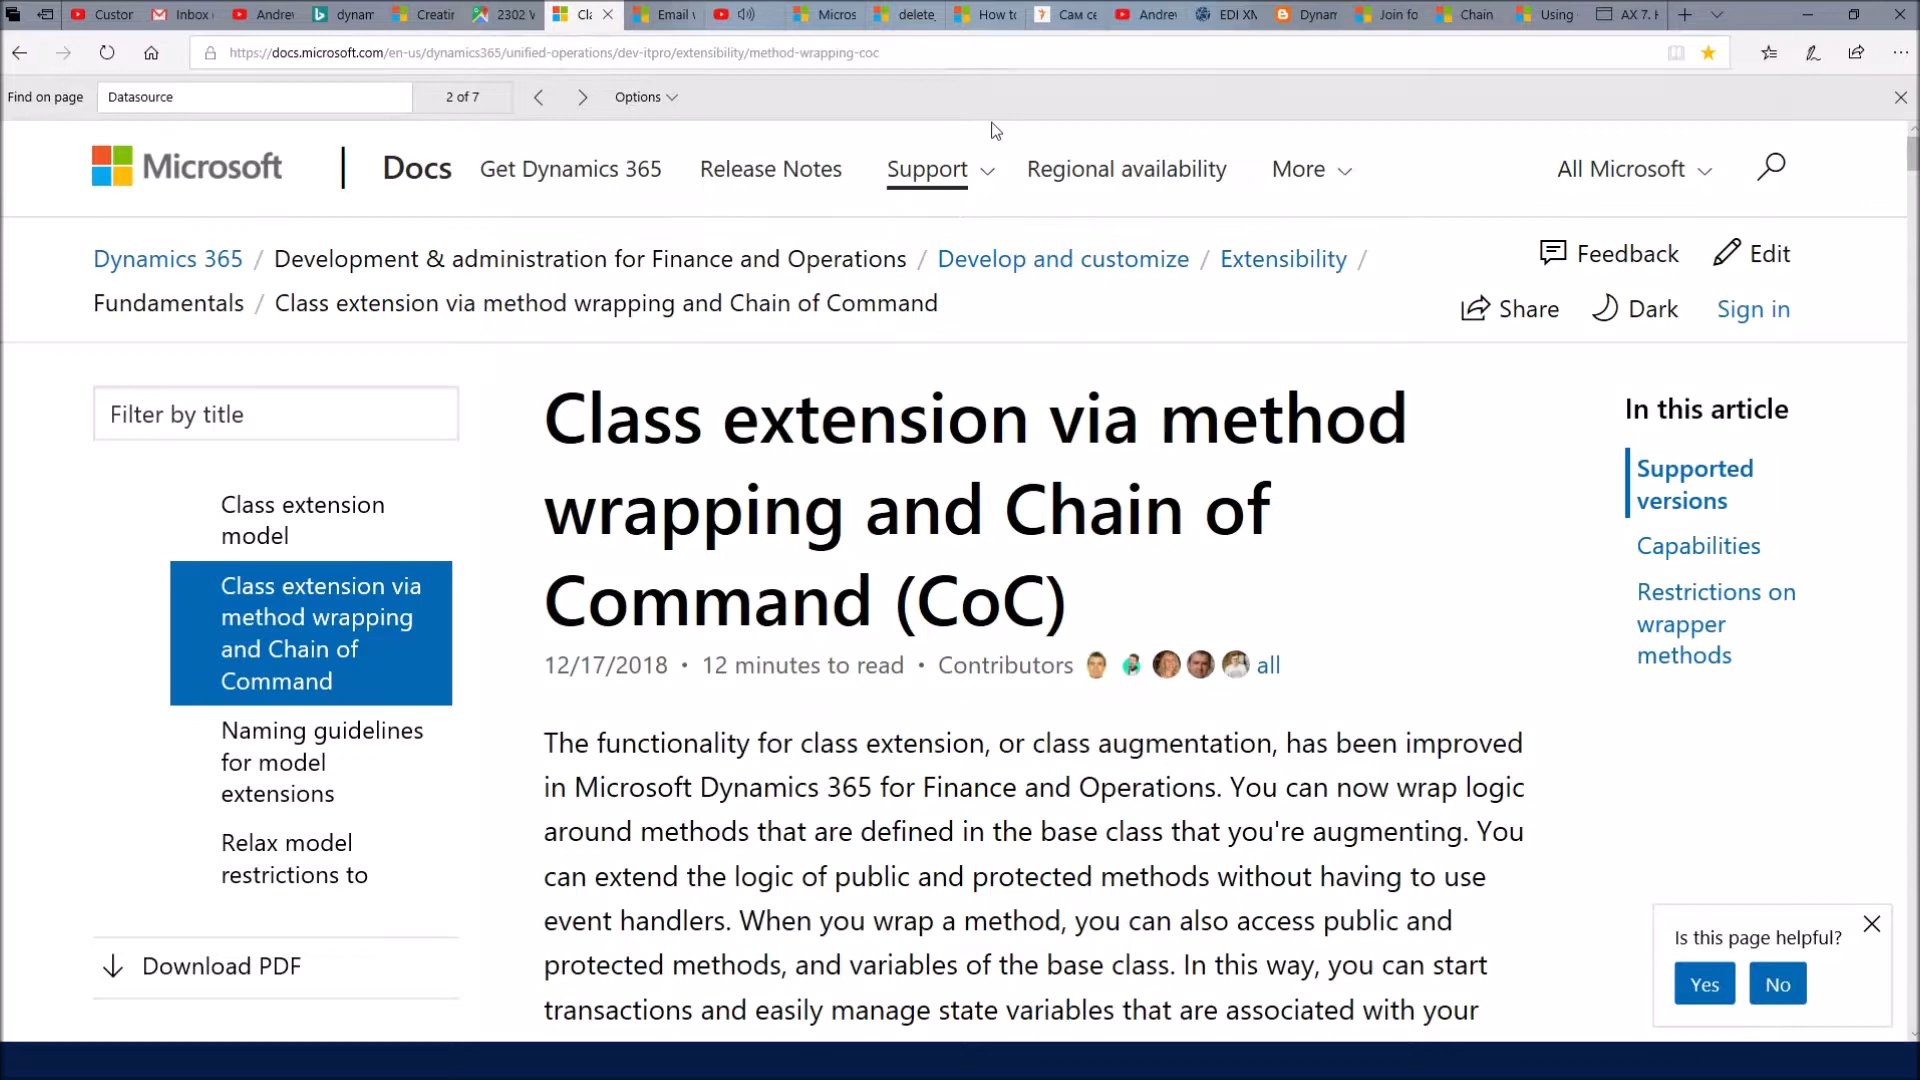 Custor
Inbox (
Andrev
dynam
Creatir
2302 V
Cla
Email v
Micros
delete_
How to
Сам се
Andrev
EDI XM
Dynam
Join fo
Chain
Using
AX 7. H
https://docs.microsoft.com/en-us/dynamics365/unified-operations/dev-itpro/extensibility/method-wrapping-coc
Find on page Datasource 2 of 7 Options
Microsoft Docs Get Dynamics 365 Release Notes Support Regional availability More All Microsoft
Dynamics 365 / Development & administration for Finance and Operations / Develop and customize / Extensibility /
Fundamentals / Class extension via method wrapping and Chain of Command
Feedback Edit
Share Dark Sign in
Filter by title
Class extension
model
Class extension via
method wrapping
and Chain of
Command
Naming guidelines
for model
extensions
Relax model
restrictions to
Download PDF
Class extension via method
wrapping and Chain of
Command (CoC)
12/17/2018 • 12 minutes to read • Contributors all
The functionality for class extension, or class augmentation, has been improved
in Microsoft Dynamics 365 for Finance and Operations. You can now wrap logic
around methods that are defined in the base class that you're augmenting. You
can extend the logic of public and protected methods without having to use
event handlers. When you wrap a method, you can also access public and
protected methods, and variables of the base class. In this way, you can start
transactions and easily manage state variables that are associated with your
In this article
Supported
versions
Capabilities
Restrictions on
wrapper
methods
Is this page helpful?
Yes No